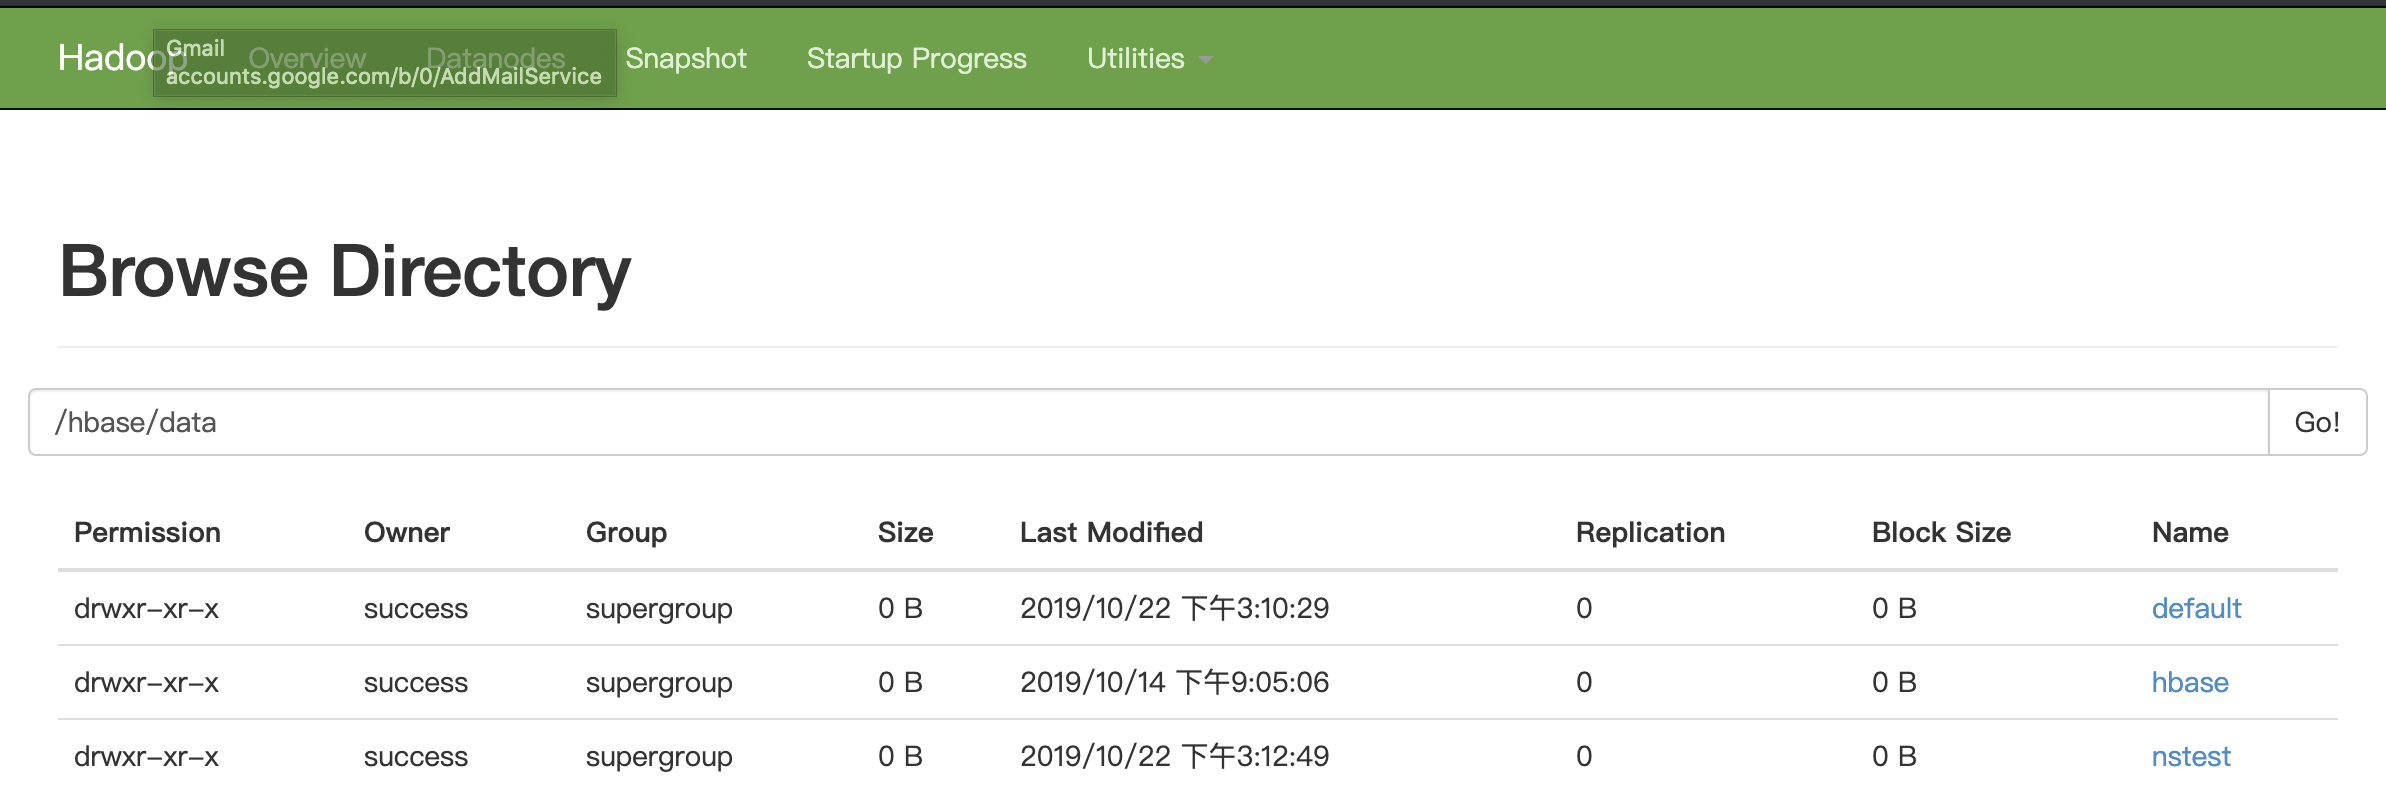 Hadoop Overview Datanodes Snapshot Startup Progress Utilities
Gmail
accounts.google.com/b/0/AddMailService
Browse Directory
/hbase/data Go!
Permission Owner Group Size Last Modified Replication Block Size Name
drwxr-xr-x success supergroup 0 B 2019/10/22 下午3:10:29 0 0 B default
drwxr-xr-x success supergroup 0 B 2019/10/14 下午9:05:06 0 0 B hbase
drwxr-xr-x success supergroup 0 B 2019/10/22 下午3:12:49 0 0 B nstest